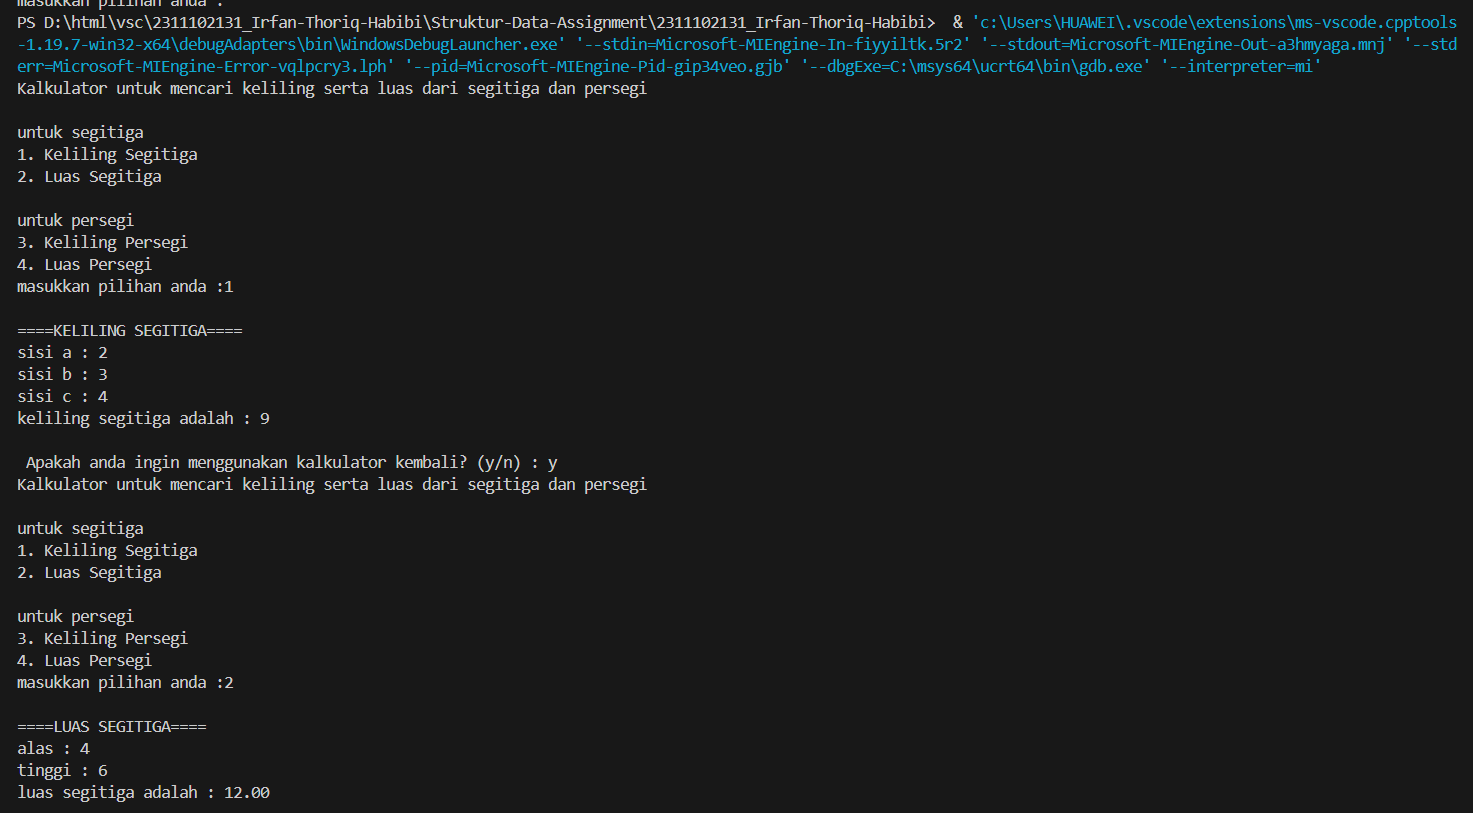 masukkan pilihan anda :
PS D:\html\vsc\2311102131_Irfan-Thoriq-Habibi\Struktur-Data-Assignment\2311102131_Irfan-Thoriq-Habibi>  & 'c:\Users\HUAWEI\.vscode\extensions\ms-vscode.cpptools
-1.19.7-win32-x64\debugAdapters\bin\WindowsDebugLauncher.exe' '--stdin=Microsoft-MIEngine-In-fiyyiltk.5r2' '--stdout=Microsoft-MIEngine-Out-a3hmyaga.mnj' '--std
err=Microsoft-MIEngine-Error-vqlpcry3.lph' '--pid=Microsoft-MIEngine-Pid-gip34veo.gjb' '--dbgExe=C:\msys64\ucrt64\bin\gdb.exe' '--interpreter=mi'
Kalkulator untuk mencari keliling serta luas dari segitiga dan persegi
untuk segitiga
1. Keliling Segitiga
2. Luas Segitiga
untuk persegi
3. Keliling Persegi
4. Luas Persegi
masukkan pilihan anda :1
====KELILING SEGITIGA====
sisi a : 2
sisi b : 3
sisi c : 4
keliling segitiga adalah : 9
Apakah anda ingin menggunakan kalkulator kembali? (y/n) : y
Kalkulator untuk mencari keliling serta luas dari segitiga dan persegi
untuk segitiga
1. Keliling Segitiga
2. Luas Segitiga
untuk persegi
3. Keliling Persegi
4. Luas Persegi
masukkan pilihan anda :2
====LUAS SEGITIGA====
alas : 4
tinggi : 6
luas segitiga adalah : 12.00